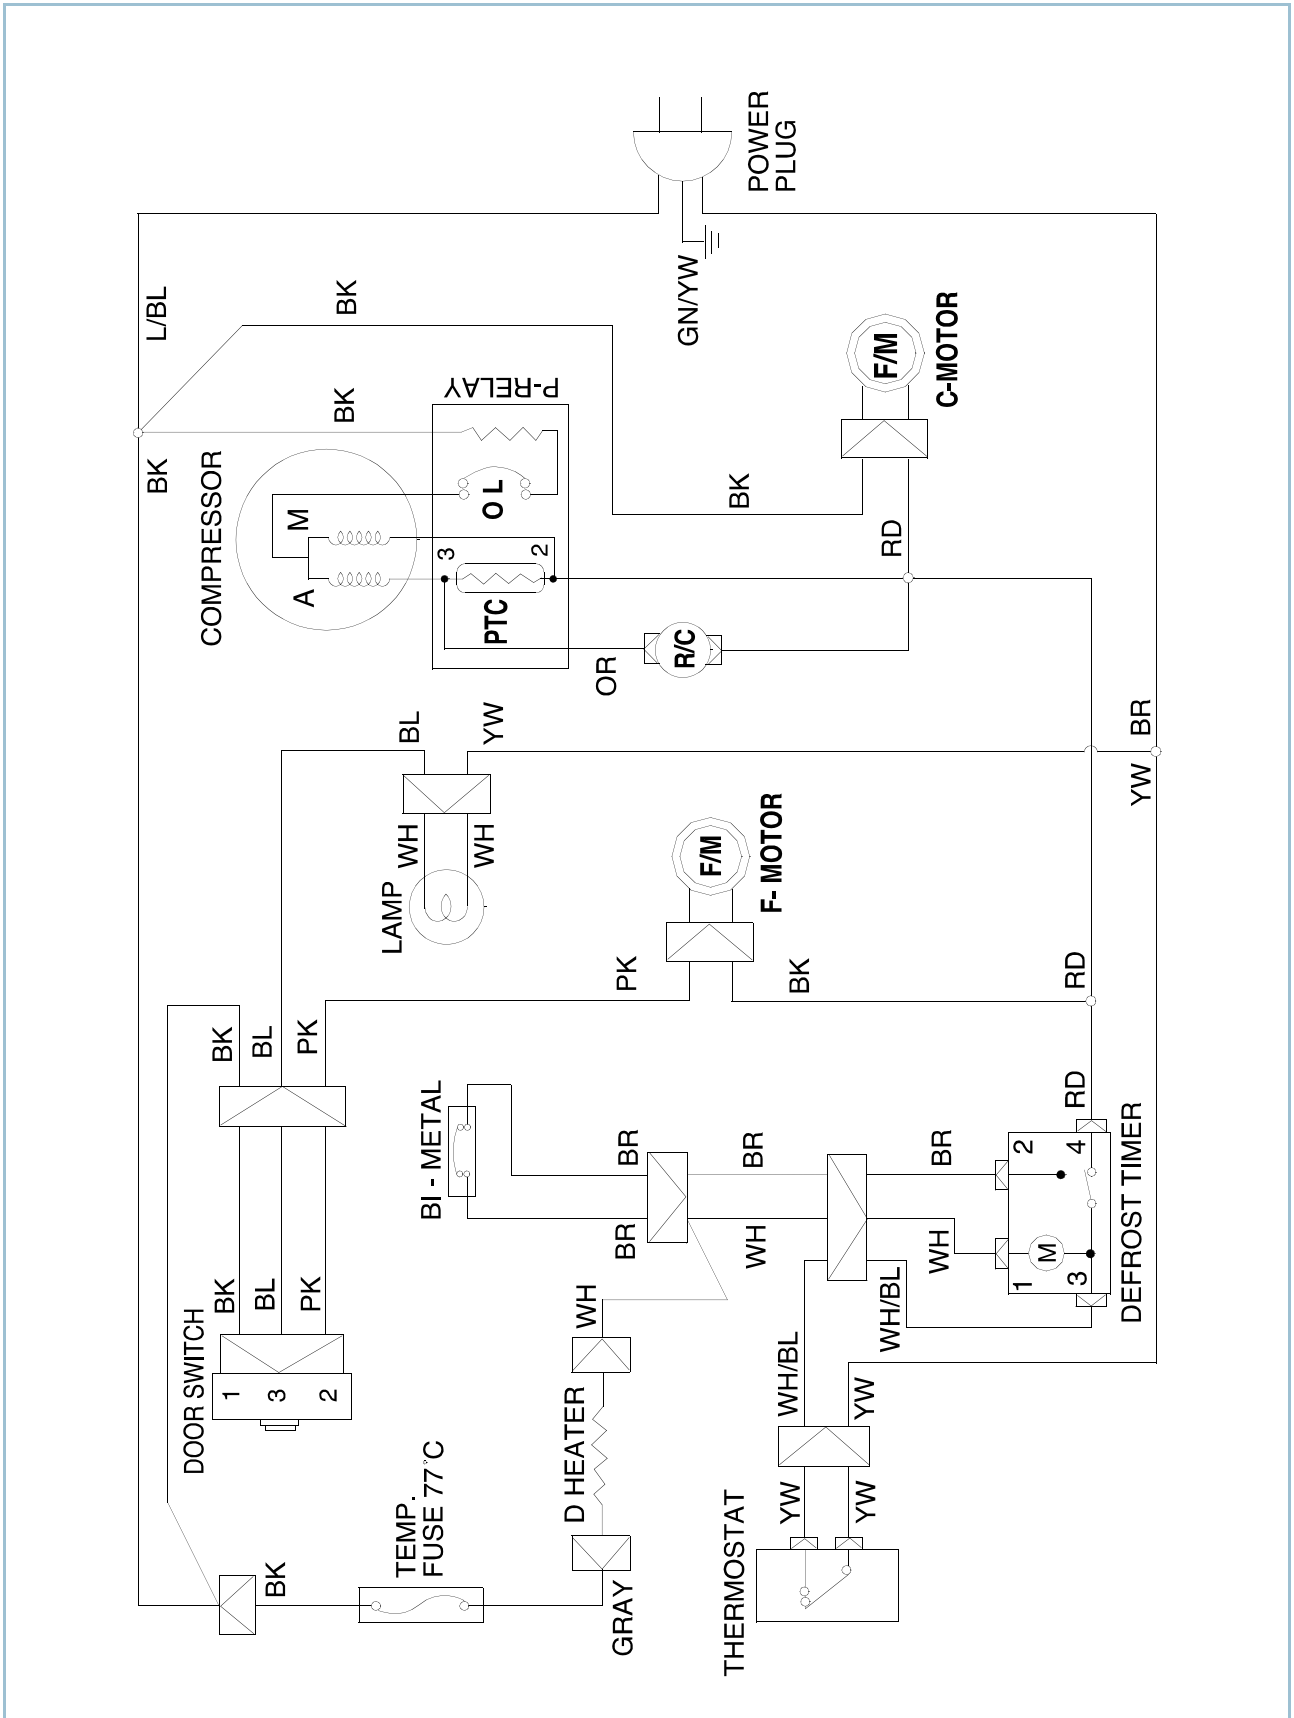 POWER
PLUG
GN/YW
L/BL
BK
BK
BK
P-RELAY
COMPRESSOR
M
A
O L
3
2
PTC
BK
F/M
C-MOTOR
RD
OR
R/C
BL
YW
WH
WH
LAMP
BR
YW
F/M
F- MOTOR
PK
BK
RD
BK
BL
PK
BI - METAL
BR
BR
BR
WH
BR
WH
RD
2
4
M
1
3
DEFROST TIMER
WH/BL
WH/BL
YW
BK
BL
PK
DOOR SWITCH
1
3
2
WH
D HEATER
GRAY
TEMP.
FUSE 77°C
BK
YW
YW
THERMOSTAT